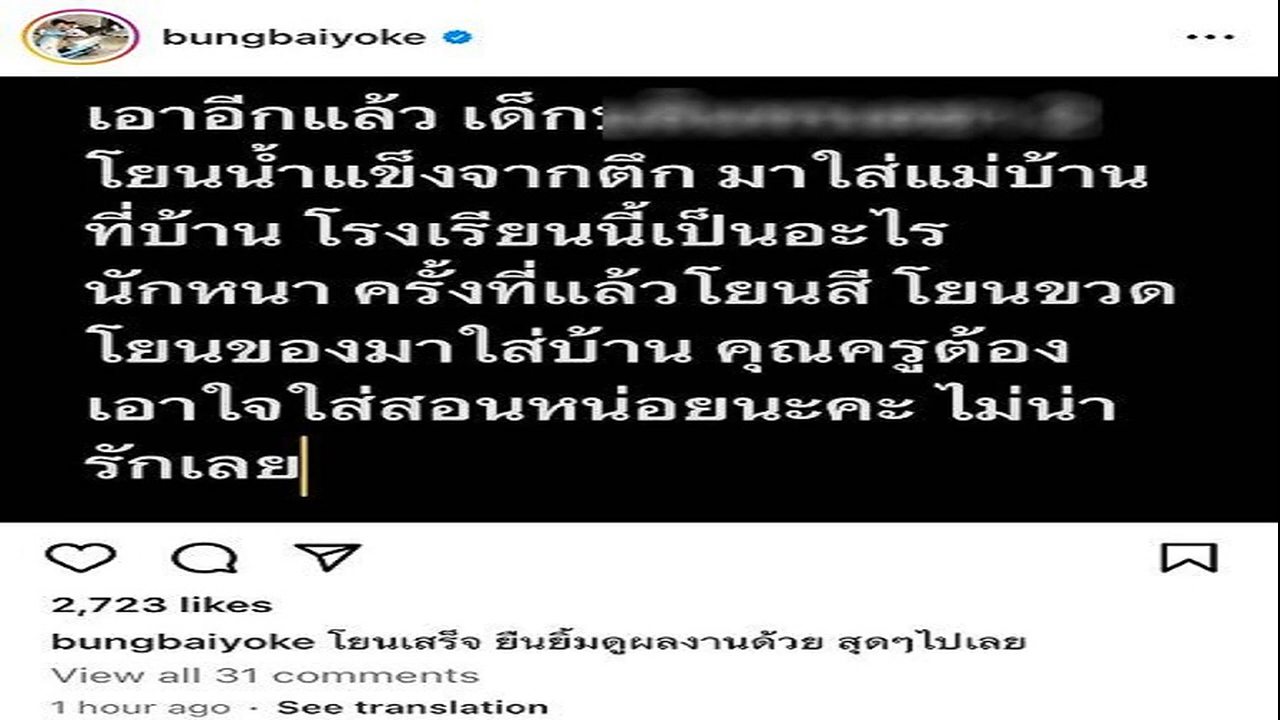 bungbaiyoke
เอาอีกแล้ว เด็ก
โยนน้ำแข็งจากตึก มาใส่แม่บ้าน
ที่บ้าน โรงเรียนนี้เป็นอะไร
นักหนา ครั้งที่แล้วโยนสี โยนขวด
โยนของมาใส่บ้าน คุณครูต้อง
เอาใจใส่สอนหน่อยนะคะ ไม่น่า
รักเลย
2,723 likes
bungbaiyoke โยนเสร็จ ยืนยิ้มดูผลงานด้วย สุดๆไปเลย
View all 31 comments
1 hour ago · See translation